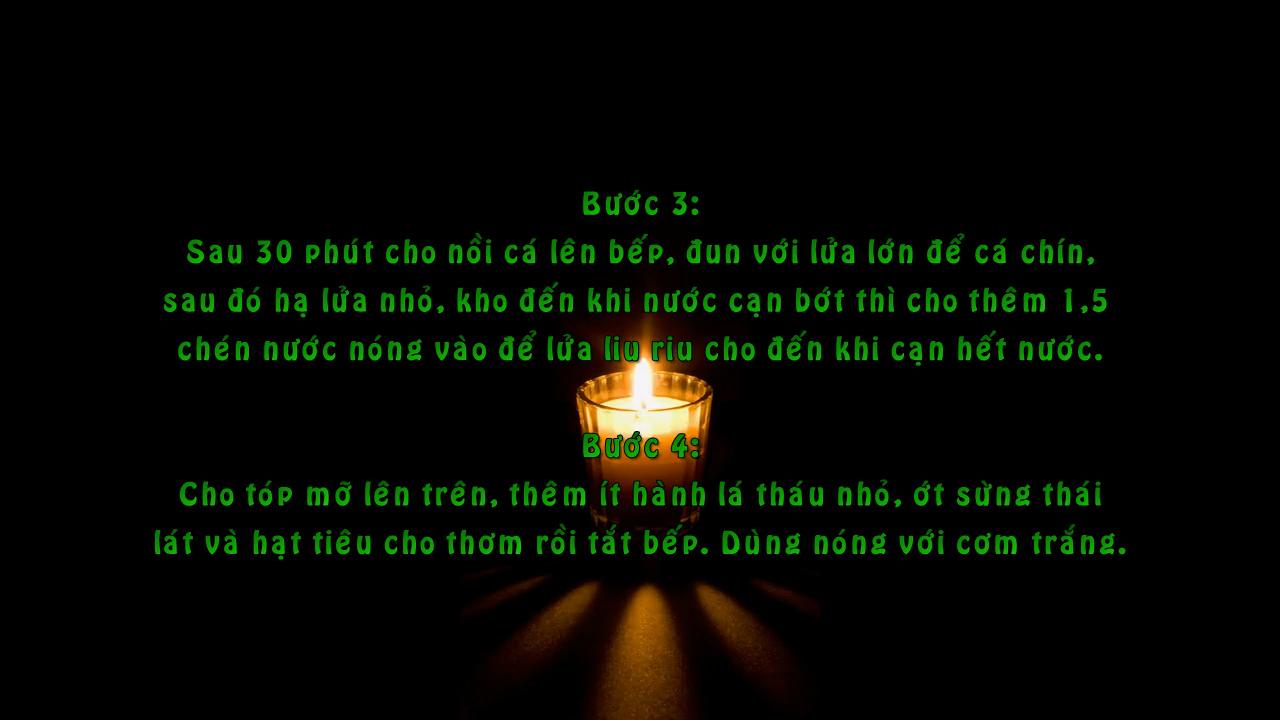 Bước 3:
Sau 30 phút cho nồi cá lên bếp, đun với lửa lớn để cá chín,
sau đó hạ lửa nhỏ, kho đến khi nước cạn bớt thì cho thêm 1,5
chén nước nóng vào để lửa liu riu cho đến khi cạn hết nước.
Bước 4:
Cho tóp mỡ lên trên, thêm ít hành lá tháu nhỏ, ớt sừng thái
lát và hạt tiêu cho thơm rồi tắt bếp. Dùng nóng với cơm trắng.